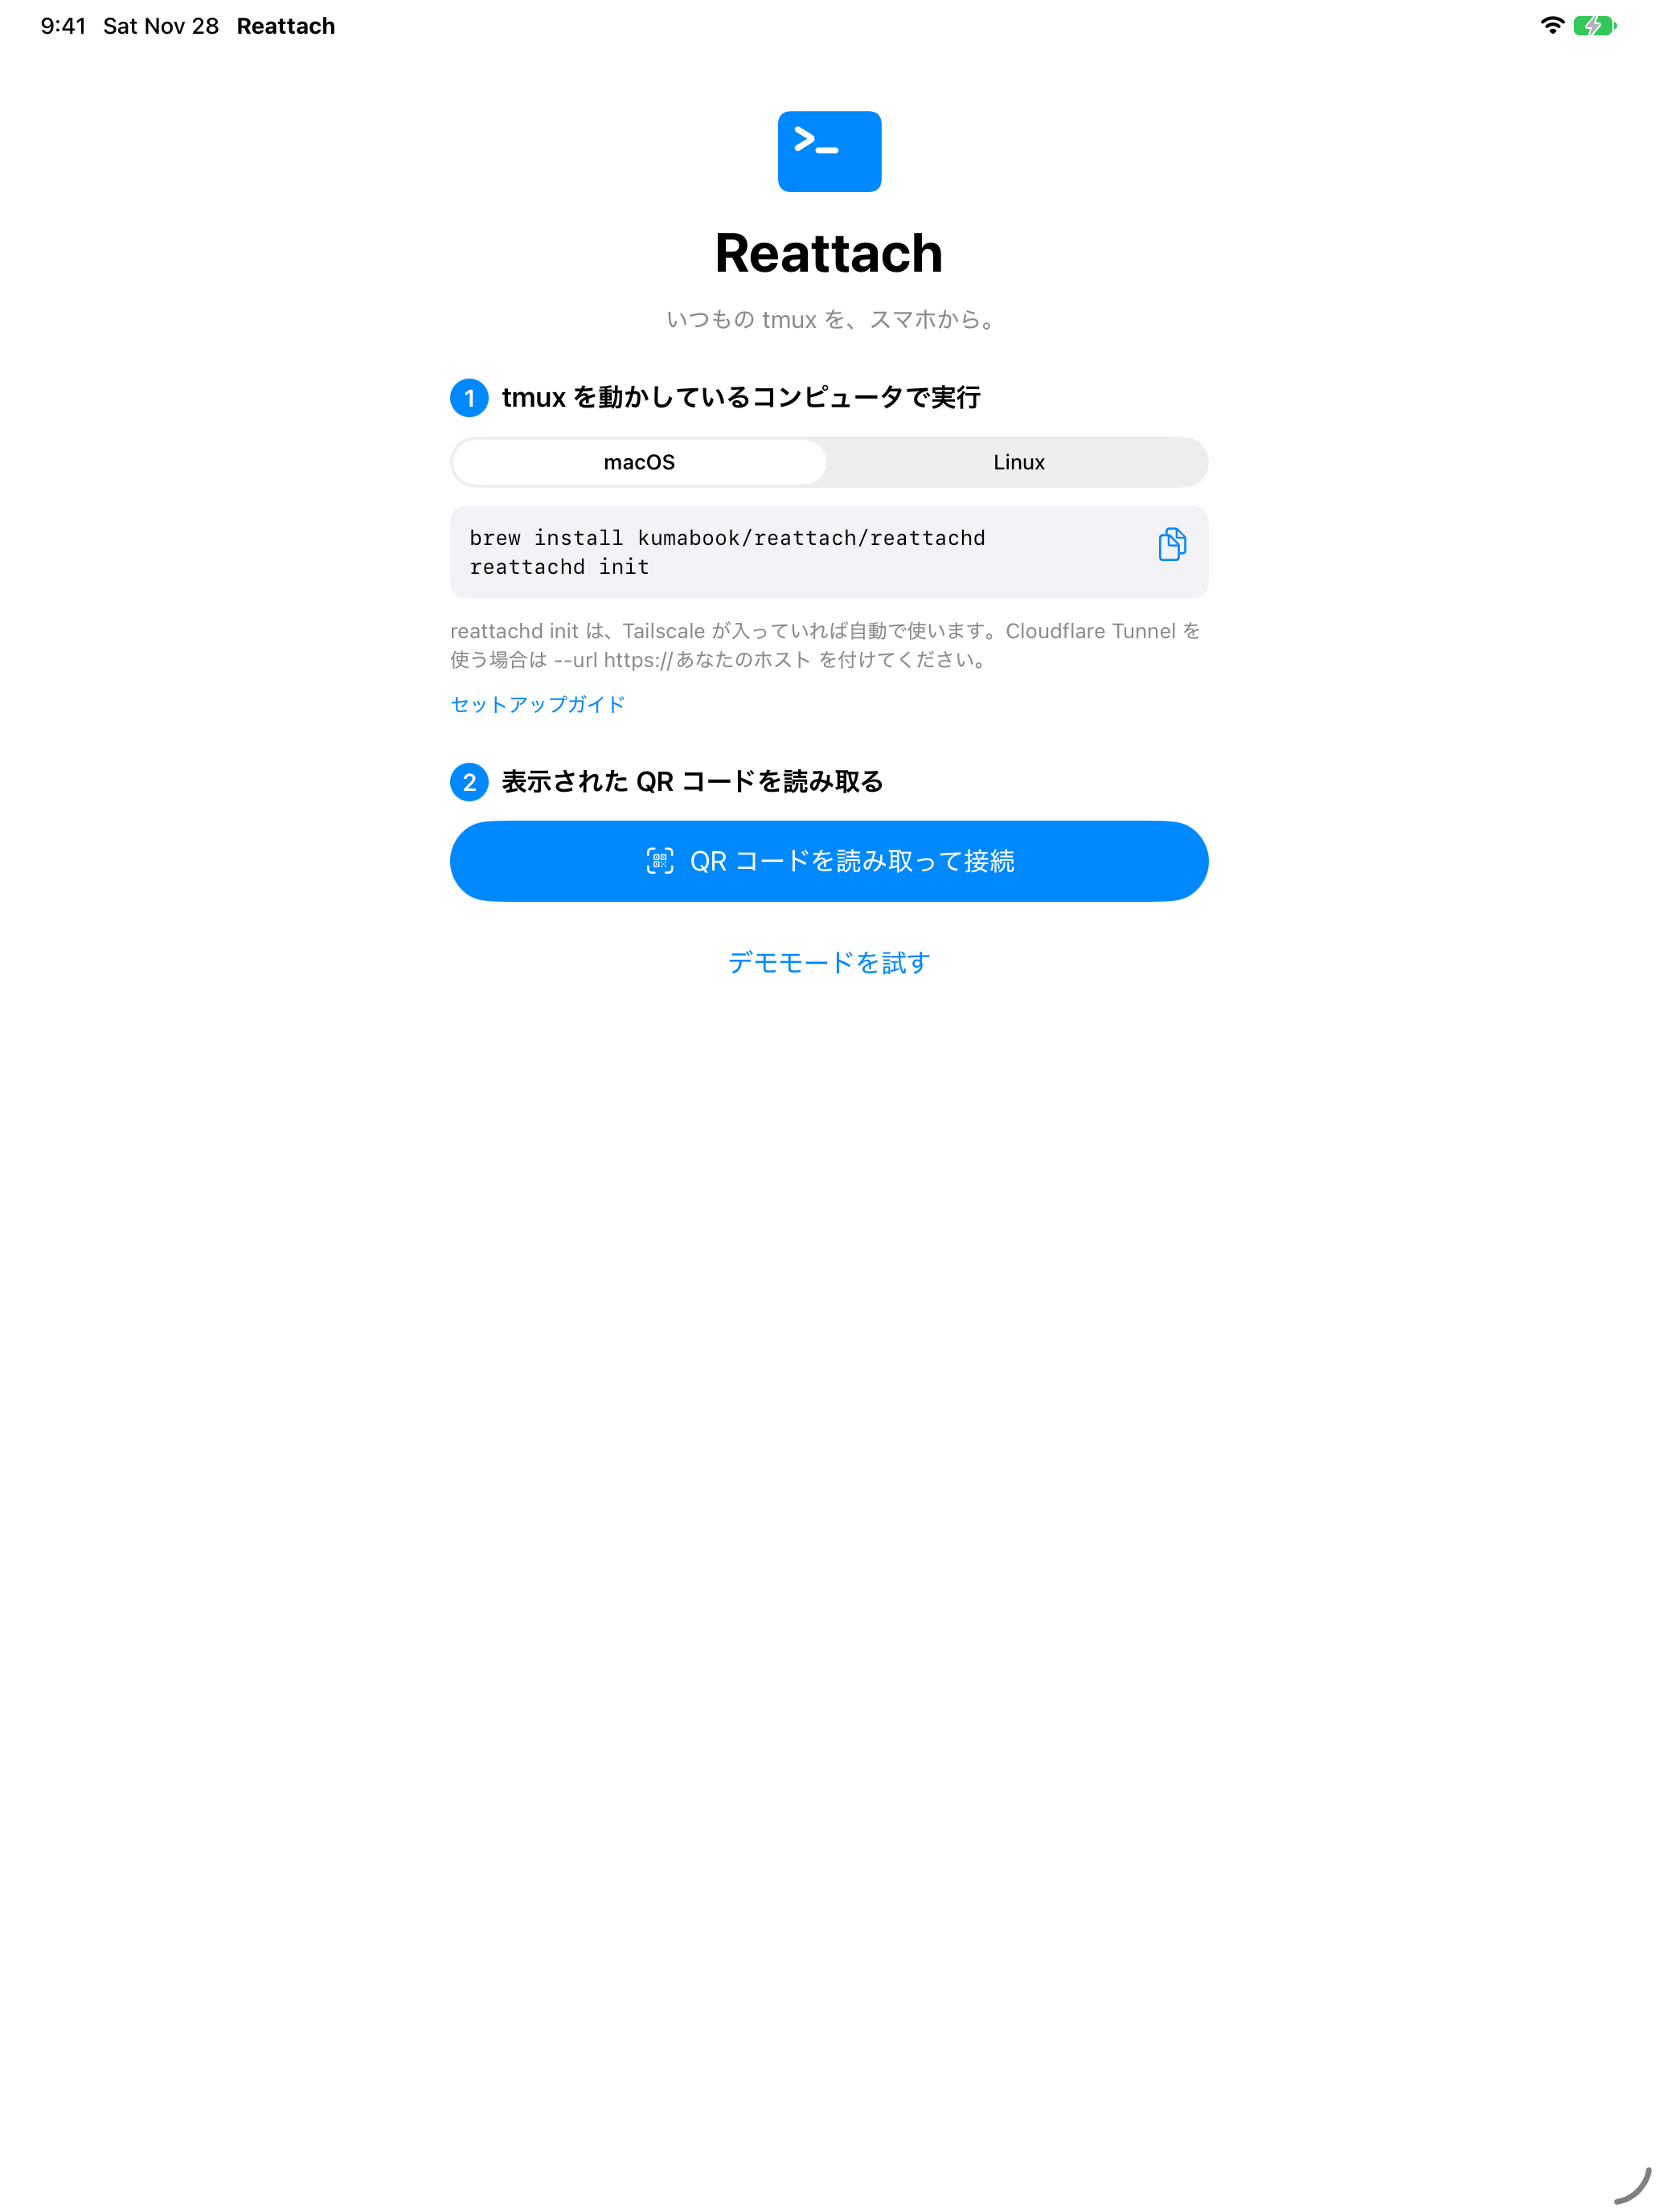 9:41 Sat Nov 28 Reattach
>_
Reattach
いつもの tmux を、スマホから。
1 tmux を動かしているコンピュータで実行
macOS Linux
brew install kumabook/reattach/reattachd
reattachd init
reattachd init は、Tailscale が入っていれば自動で使います。Cloudflare Tunnel を
使う場合は --url https://あなたのホスト を付けてください。
セットアップガイド
2 表示された QR コードを読み取る
QR コードを読み取って接続
デモモードを試す